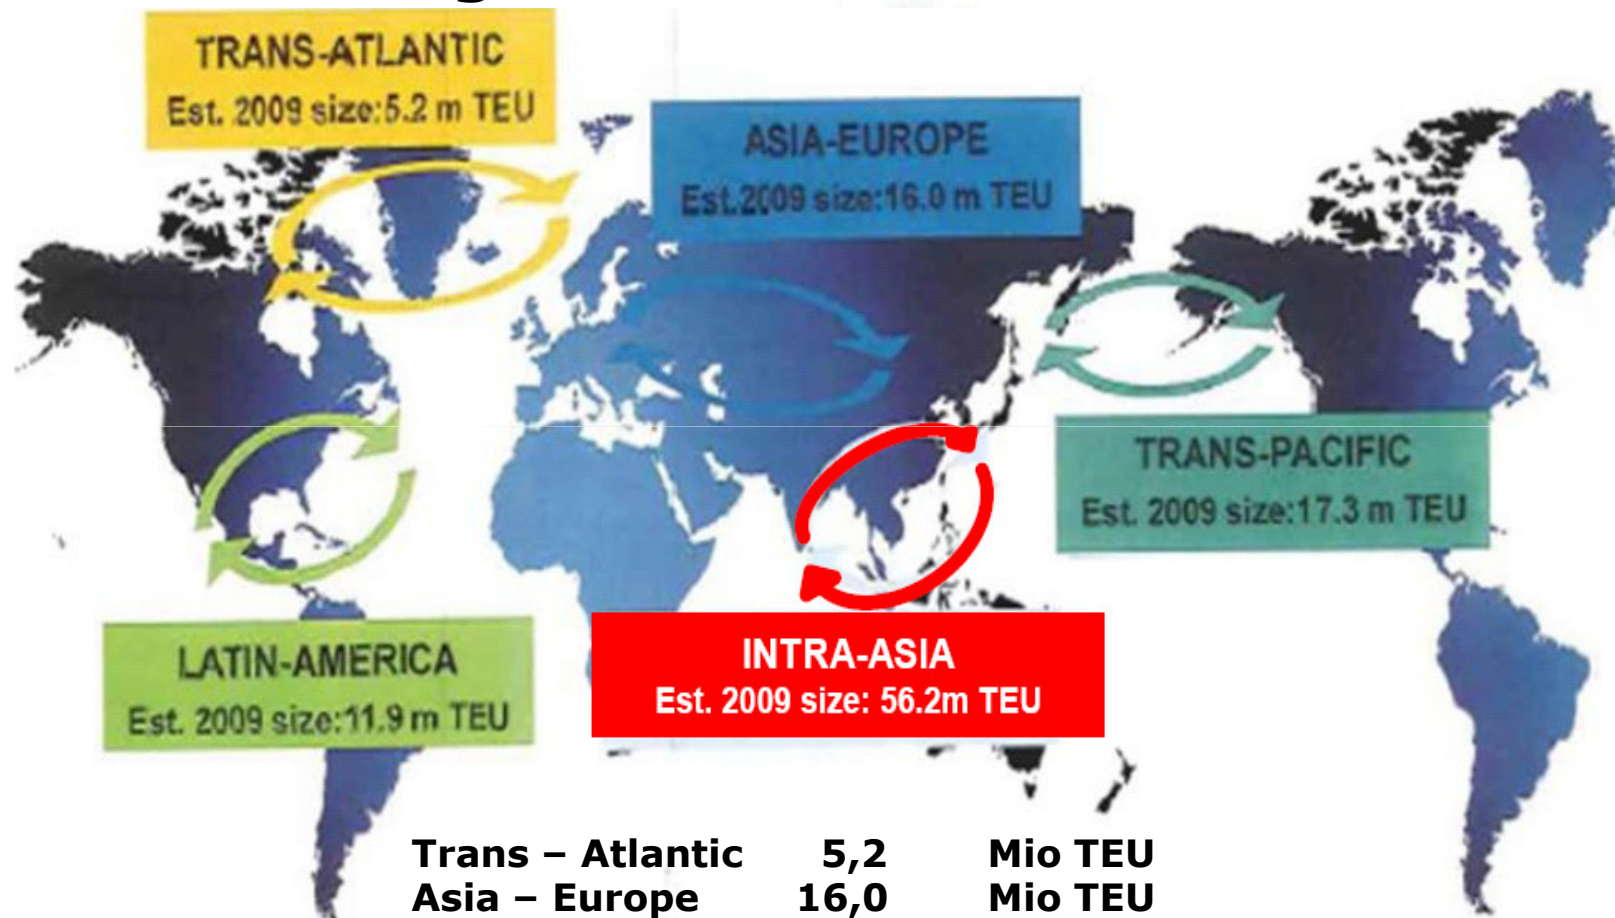 TRANS-ATLANTIC
Est. 2009 size:5.2 m TEU
ASIA-EUROPE
Est.2009 size:16.0 m TEU
TRANS-PACIFIC
Est. 2009 size:17.3 m TEU
LATIN-AMERICA
Est. 2009 size:11.9 m TEU
INTRA-ASIA
Est. 2009 size: 56.2m TEU
Trans – Atlantic 5,2 Mio TEU
Asia – Europe 16,0 Mio TEU